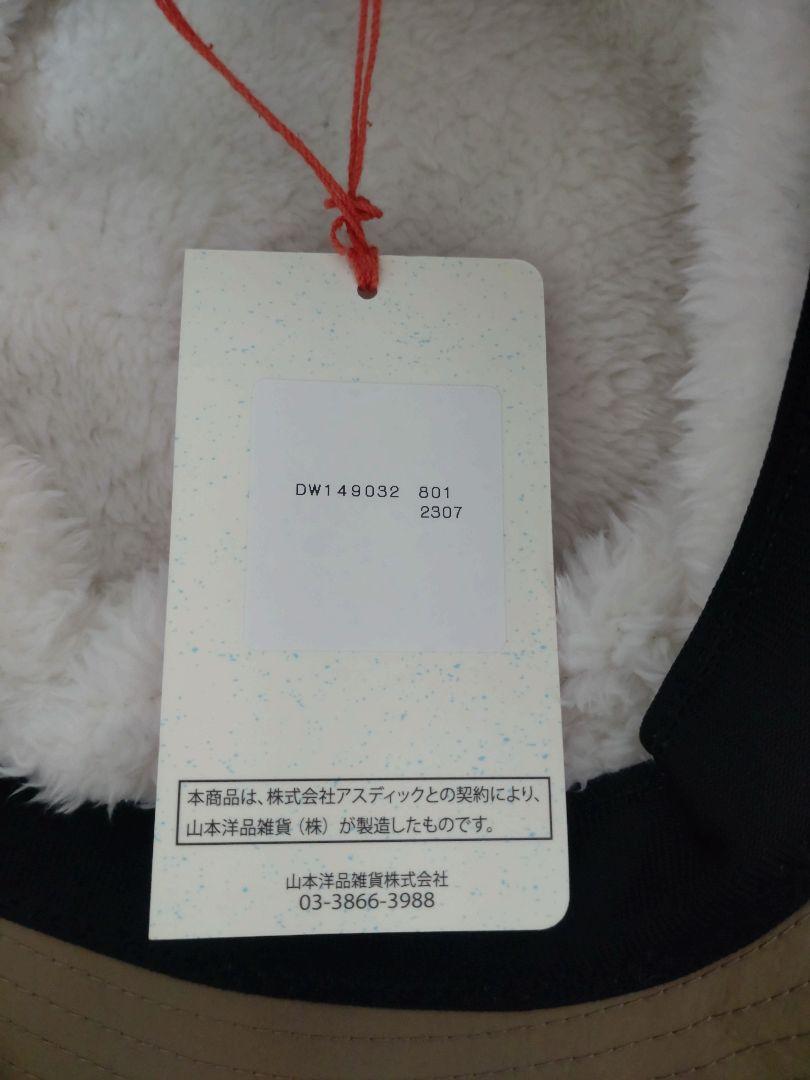 DW149032 801
2307
本商品は、株式会社アスディックとの契約により、
山本洋品雑貨（株）が製造したものです。
山本洋品雑貨株式会社
03-3866-3988